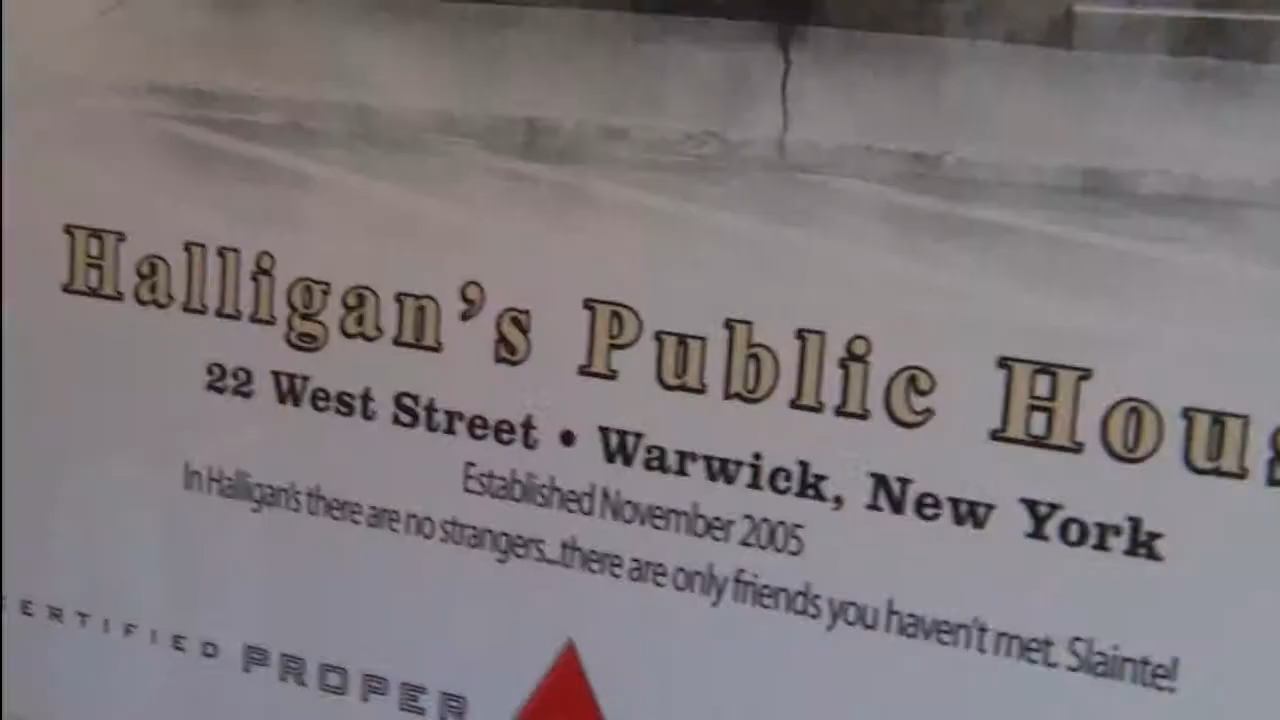 Halligan's Public Hous
22 West Street • Warwick, New York
Established November 2005
In Halligan's there are no strangers...there are only friends you haven't met. Slainte!
ERTIFIED PROPER